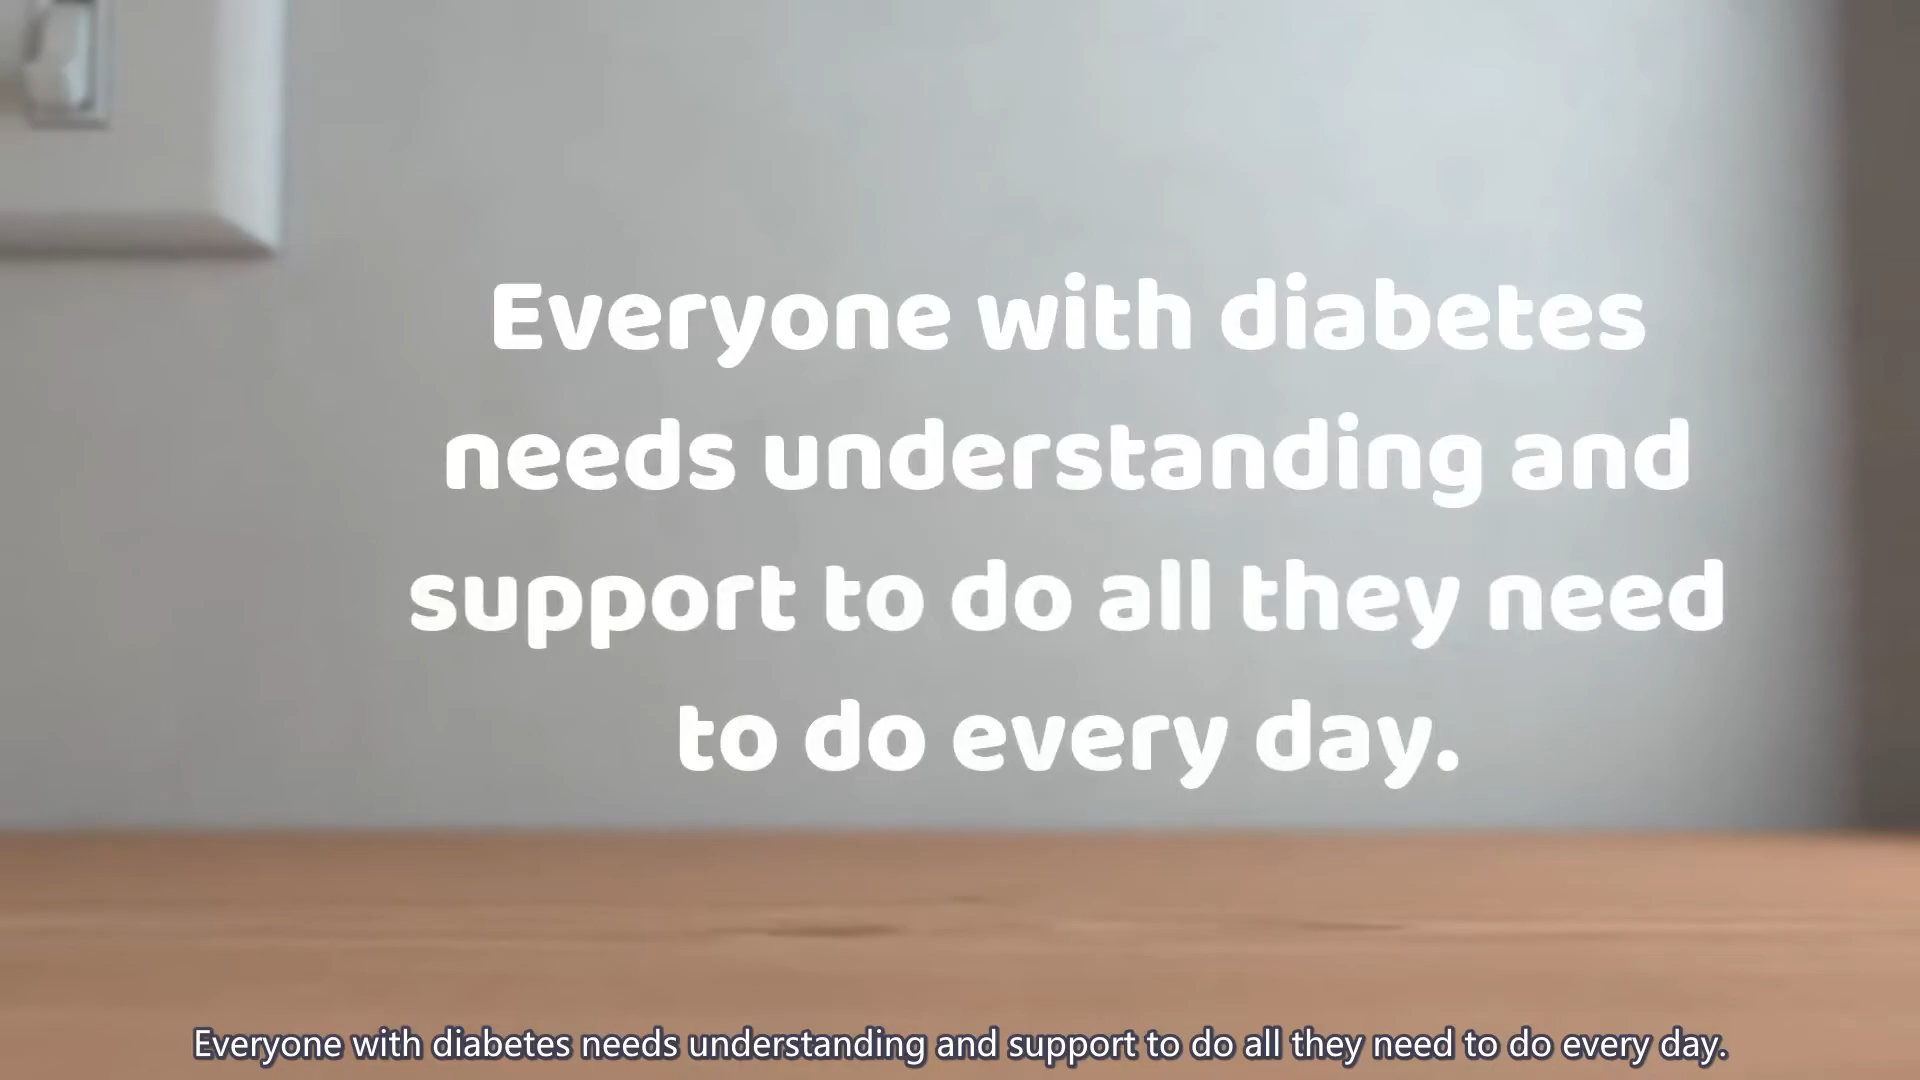 Everyone with diabetes
needs understanding and
support to do all they need
to do every day.
Everyone with diabetes needs understanding and support to do all they need to do every day.